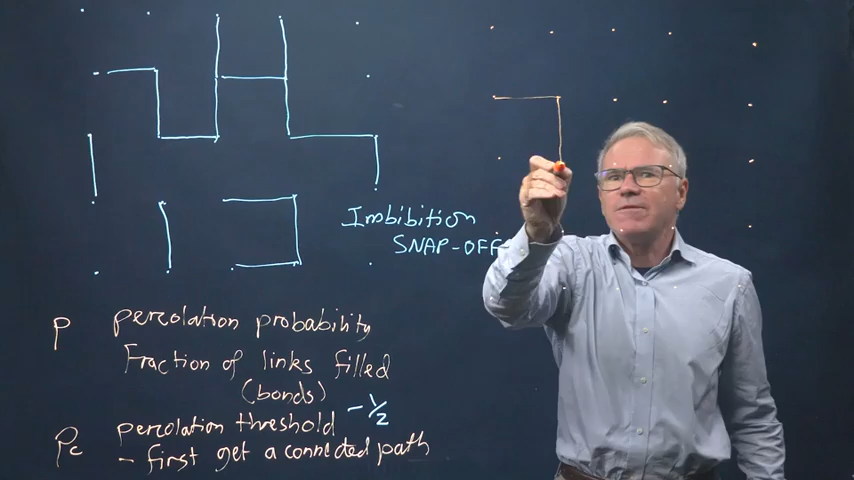 Imbibition
SNAP-OFF
P percolation probability
Fraction of links filled
(bonds)
Pc percolation threshold - 1/2
- first get a connected path